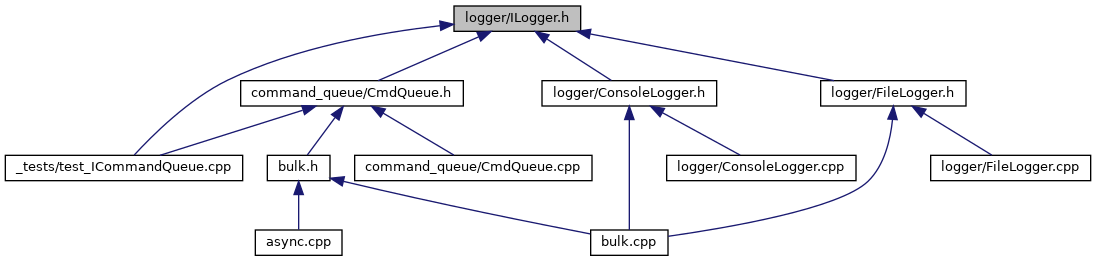 logger/ILogger.h
command_queue/CmdQueue.h
logger/ConsoleLogger.h
logger/FileLogger.h
_tests/test_ICommandQueue.cpp
bulk.h
command_queue/CmdQueue.cpp
logger/ConsoleLogger.cpp
logger/FileLogger.cpp
async.cpp
bulk.cpp